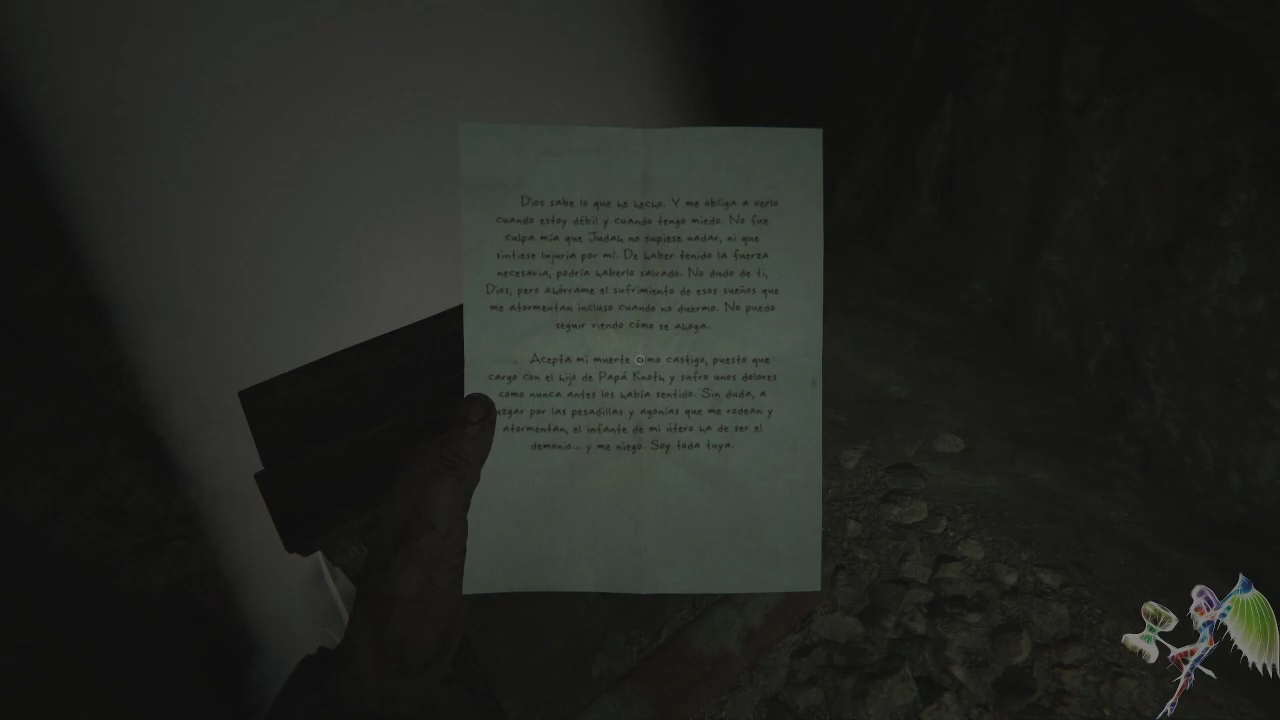 Dios sabe lo que he hecho. Y me obliga a verlo
cuando estoy débil y cuando tengo miedo. No fue
culpa mía que Judah no supiese nadar, ni que
sintiese lujuria por mí. De haber tenido la fuerza
necesaria, podría haberlo salvado. No dudo de ti,
Dios, pero ahórrame el sufrimiento de esos sueños que
me atormentan incluso cuando no duermo. No puedo
seguir viendo cómo se ahoga.
Acepta mi muerte como castigo, puesto que
cargo con el hijo de Papá Knoth y sufro unos dolores
como nunca antes los había sentido. Sin duda, a
uzgar por las pesadillas y agonías que me rodean y
atormentan, el infante de mi útero ha de ser el
demonio... y me niego. Soy toda tuya.